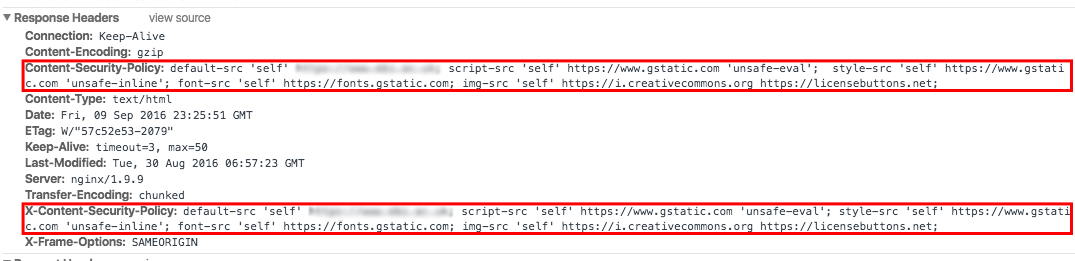 Response Headers view source
Connection: Keep-Alive
Content-Encoding: gzip
Content-Security-Policy: default-src 'self' script-src 'self' https://www.gstatic.com 'unsafe-eval';  style-src 'self' https://www.gstati
c.com 'unsafe-inline'; font-src 'self' https://fonts.gstatic.com; img-src 'self' https://i.creativecommons.org https://licensebuttons.net;
Content-Type: text/html
Date: Fri, 09 Sep 2016 23:25:51 GMT
ETag: W/"57c52e53-2079"
Keep-Alive: timeout=3, max=50
Last-Modified: Tue, 30 Aug 2016 06:57:23 GMT
Server: nginx/1.9.9
Transfer-Encoding: chunked
X-Content-Security-Policy: default-src 'self' script-src 'self' https://www.gstatic.com 'unsafe-eval'; style-src 'self' https://www.gstati
c.com 'unsafe-inline'; font-src 'self' https://fonts.gstatic.com; img-src 'self' https://i.creativecommons.org https://licensebuttons.net;
X-Frame-Options: SAMEORIGIN